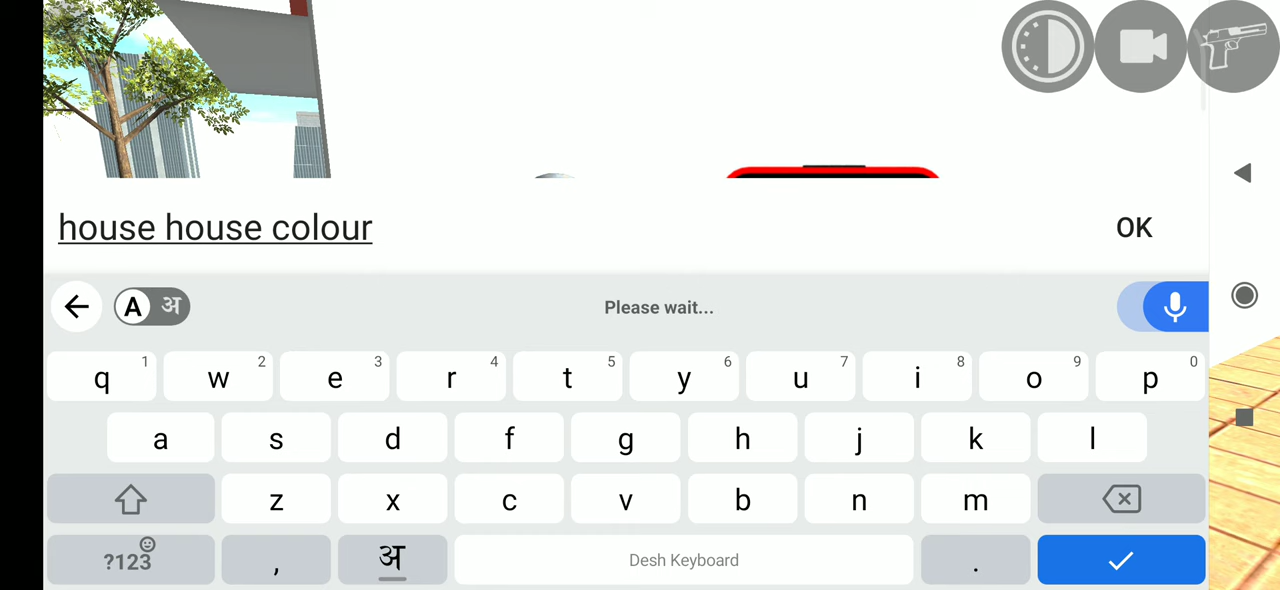 house house colour
OK
A अ
Please wait...
q 1 w 2 e 3 r 4 t 5 y 6 u 7 i 8 o 9 p 0
a s d f g h j k l
z x c v b n m
?123 , अ Desh Keyboard .